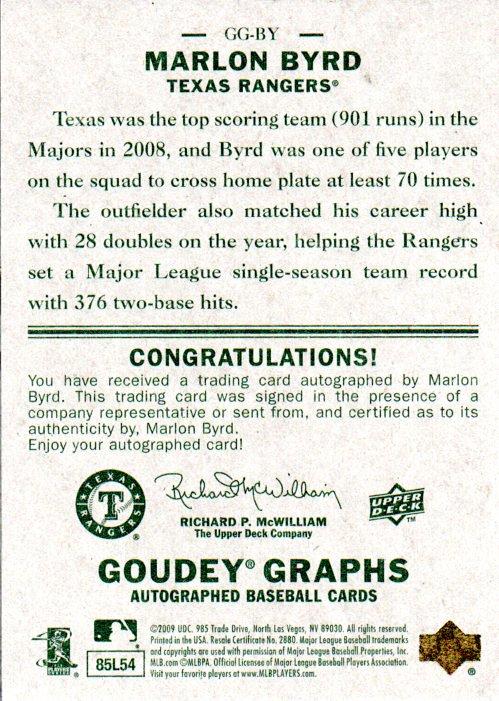 — GG-BY —
MARLON BYRD
TEXAS RANGERS®
Texas was the top scoring team (901 runs) in the
Majors in 2008, and Byrd was one of five players
on the squad to cross home plate at least 70 times.
The outfielder also matched his career high
with 28 doubles on the year, helping the Rangers
set a Major League single-season team record
with 376 two-base hits.
CONGRATULATIONS!
You have received a trading card autographed by Marlon
Byrd. This trading card was signed in the presence of a
company representative or sent from, and certified as to its
authenticity by, Marlon Byrd.
Enjoy your autographed card!
TEXAS
T
RANGERS
®
Richard P. McWilliam
UPPER
DECK
™
RICHARD P. McWILLIAM
The Upper Deck Company
GOUDEY® GRAPHS
AUTOGRAPHED BASEBALL CARDS
PLAYERS
85L54
©2009 UDC. 985 Trade Drive, North Las Vegas, NV 89030. All rights reserved.
Printed in the USA. Resale Certificate No. 2880. Major League Baseball trademarks
and copyrights are used with permission of Major League Baseball Properties, Inc.
MLB.com ©MLBPA. Official Licensee of Major League Baseball Players Association.
Visit your favorite players at www.MLBPLAYERS.com.
®